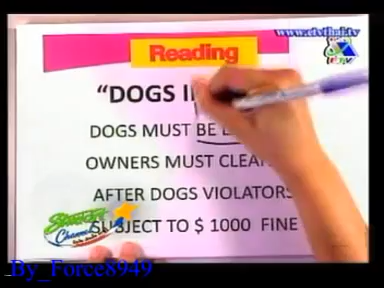 www.etvthai.tv
Reading
"DOGS I
DOGS MUST BE
OWNERS MUST CLEA
AFTER DOGS VIOLATORS
SUBJECT TO $ 1000 FINE
Channel
By_Force8949